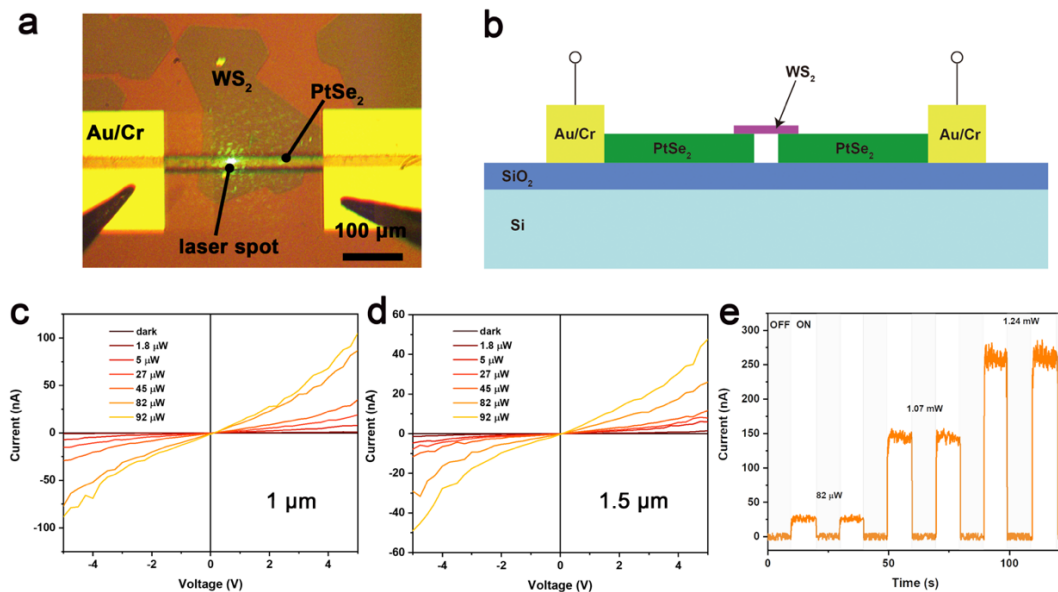 a
WS₂
PtSe₂
Au/Cr
laser spot
100 µm
b
WS₂
Au/Cr
PtSe₂
PtSe₂
Au/Cr
SiO₂
Si
c
Current (nA)
100
50
0
-50
-100
dark
1.8 µW
5 µW
27 µW
45 µW
82 µW
92 µW
1 µm
-4
-2
0
2
4
Voltage (V)
d
Current (nA)
60
40
20
0
-20
-40
-60
dark
1.8 µW
5 µW
27 µW
45 µW
82 µW
92 µW
1.5 µm
-4
-2
0
2
4
Voltage (V)
e
Current (nA)
300
250
200
150
100
50
0
OFF ON
82 µW
1.07 mW
1.24 mW
0
50
100
Time (s)